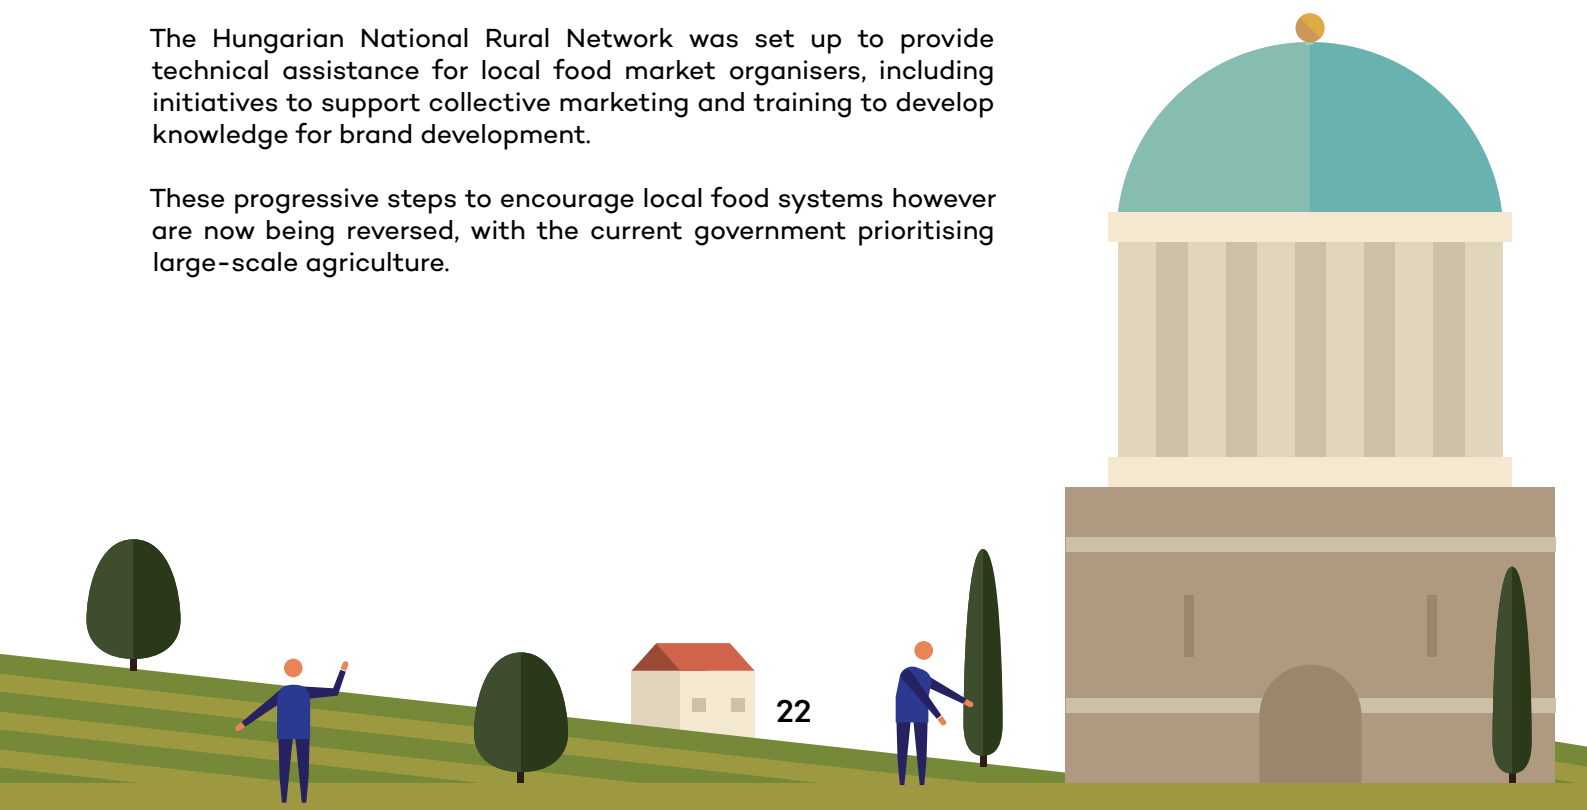 The Hungarian National Rural Network was set up to provide
technical assistance for local food market organisers, including
initiatives to support collective marketing and training to develop
knowledge for brand development.
These progressive steps to encourage local food systems however
are now being reversed, with the current government prioritising
large-scale agriculture.
22